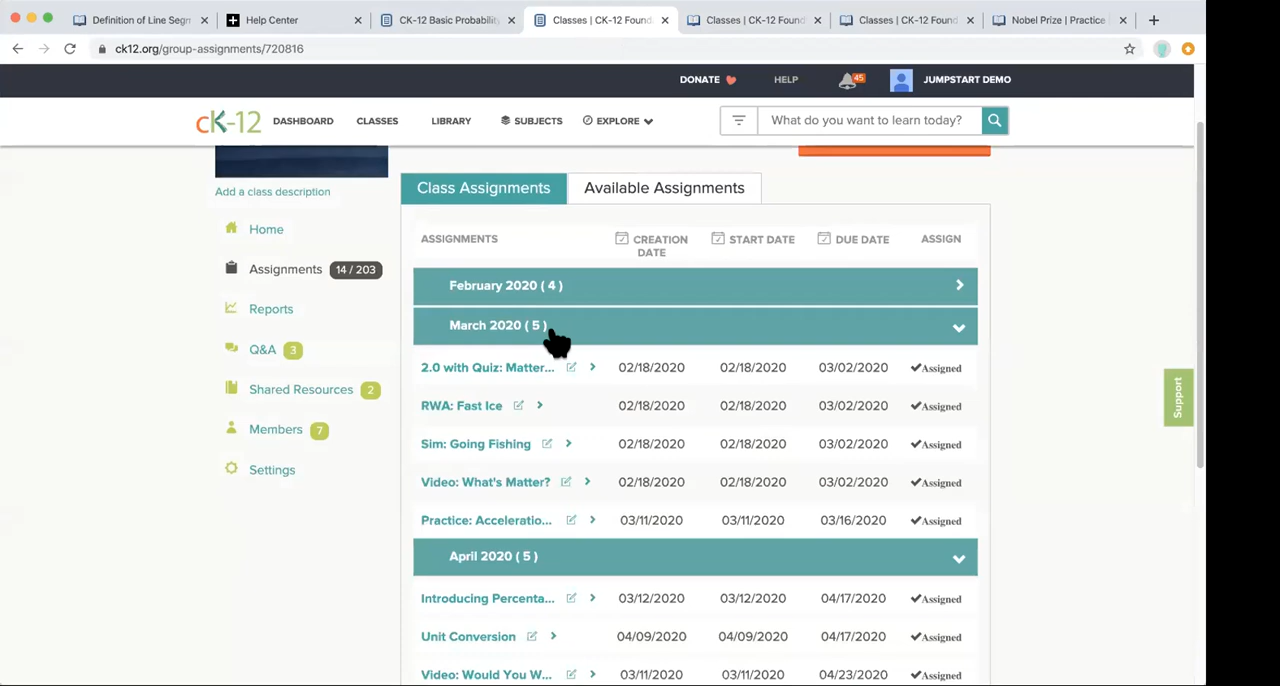 Definition of Line Segn
Help Center
CK-12 Basic Probability
Classes | CK-12 Found
Classes | CK-12 Found
Classes | CK-12 Found
Nobel Prize | Practice
ck12.org/group-assignments/720816
DONATE
HELP
45
JUMPSTART DEMO
cK-12
DASHBOARD
CLASSES
LIBRARY
SUBJECTS
EXPLORE
What do you want to learn today?
Add a class description
Home
Assignments 14 / 203
Reports
Q&A 3
Shared Resources 2
Members 7
Settings
Class Assignments
Available Assignments
ASSIGNMENTS
CREATION DATE
START DATE
DUE DATE
ASSIGN
February 2020 ( 4 )
March 2020 ( 5 )
2.0 with Quiz: Matter... 02/18/2020 02/18/2020 03/02/2020 Assigned
RWA: Fast Ice 02/18/2020 02/18/2020 03/02/2020 Assigned
Sim: Going Fishing 02/18/2020 02/18/2020 03/02/2020 Assigned
Video: What's Matter? 02/18/2020 02/18/2020 03/02/2020 Assigned
Practice: Acceleratio... 03/11/2020 03/11/2020 03/16/2020 Assigned
April 2020 ( 5 )
Introducing Percenta... 03/12/2020 03/12/2020 04/17/2020 Assigned
Unit Conversion 04/09/2020 04/09/2020 04/17/2020 Assigned
Video: Would You W... 03/11/2020 03/11/2020 04/23/2020 Assigned
Support